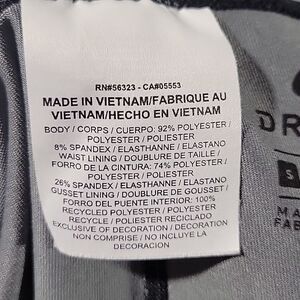 RN#56323 - CA#05553
MADE IN VIETNAM/FABRIQUE AU
VIETNAM/HECHO EN VIETNAM
BODY / CORPS / CUERPO: 92% POLYESTER /
POLYESTER / POLIESTER
8% SPANDEX / ELASTHANNE / ELASTANO
WAIST LINING / DOUBLURE DE TAILLE /
FORRO DE LA CINTURA: 74% POLYESTER /
POLYESTER / POLIESTER
26% SPANDEX / ELASTHANNE / ELASTANO
GUSSET LINING / DOUBLURE DE GOUSSET /
FORRO DEL PUENTE INTERIOR: 100%
RECYCLED POLYESTER / POLYESTER
RECYCLE / POLIESTER RECICLADO
EXCLUSIVE OF DECORATION / DECORATION
NON COMPRISE / NO INCLUYE LA
DECORACION
DR
S
MA
FAB